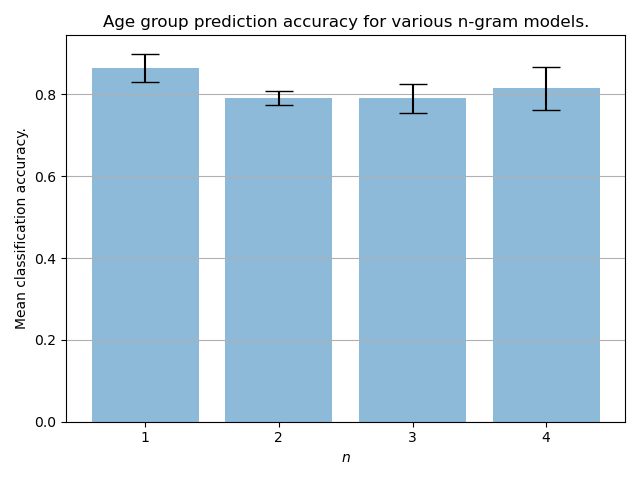 Age group prediction accuracy for various n-gram models.
Mean classification accuracy.
0.8
0.6
0.4
0.2
0.0
1 2 3 4
n